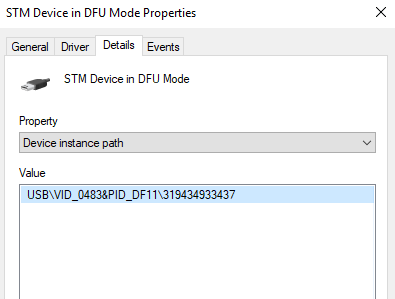 STM Device in DFU Mode Properties
General Driver Details Events
STM Device in DFU Mode
Property
Device instance path
Value
USB\VID_0483&PID_DF11\319434933437